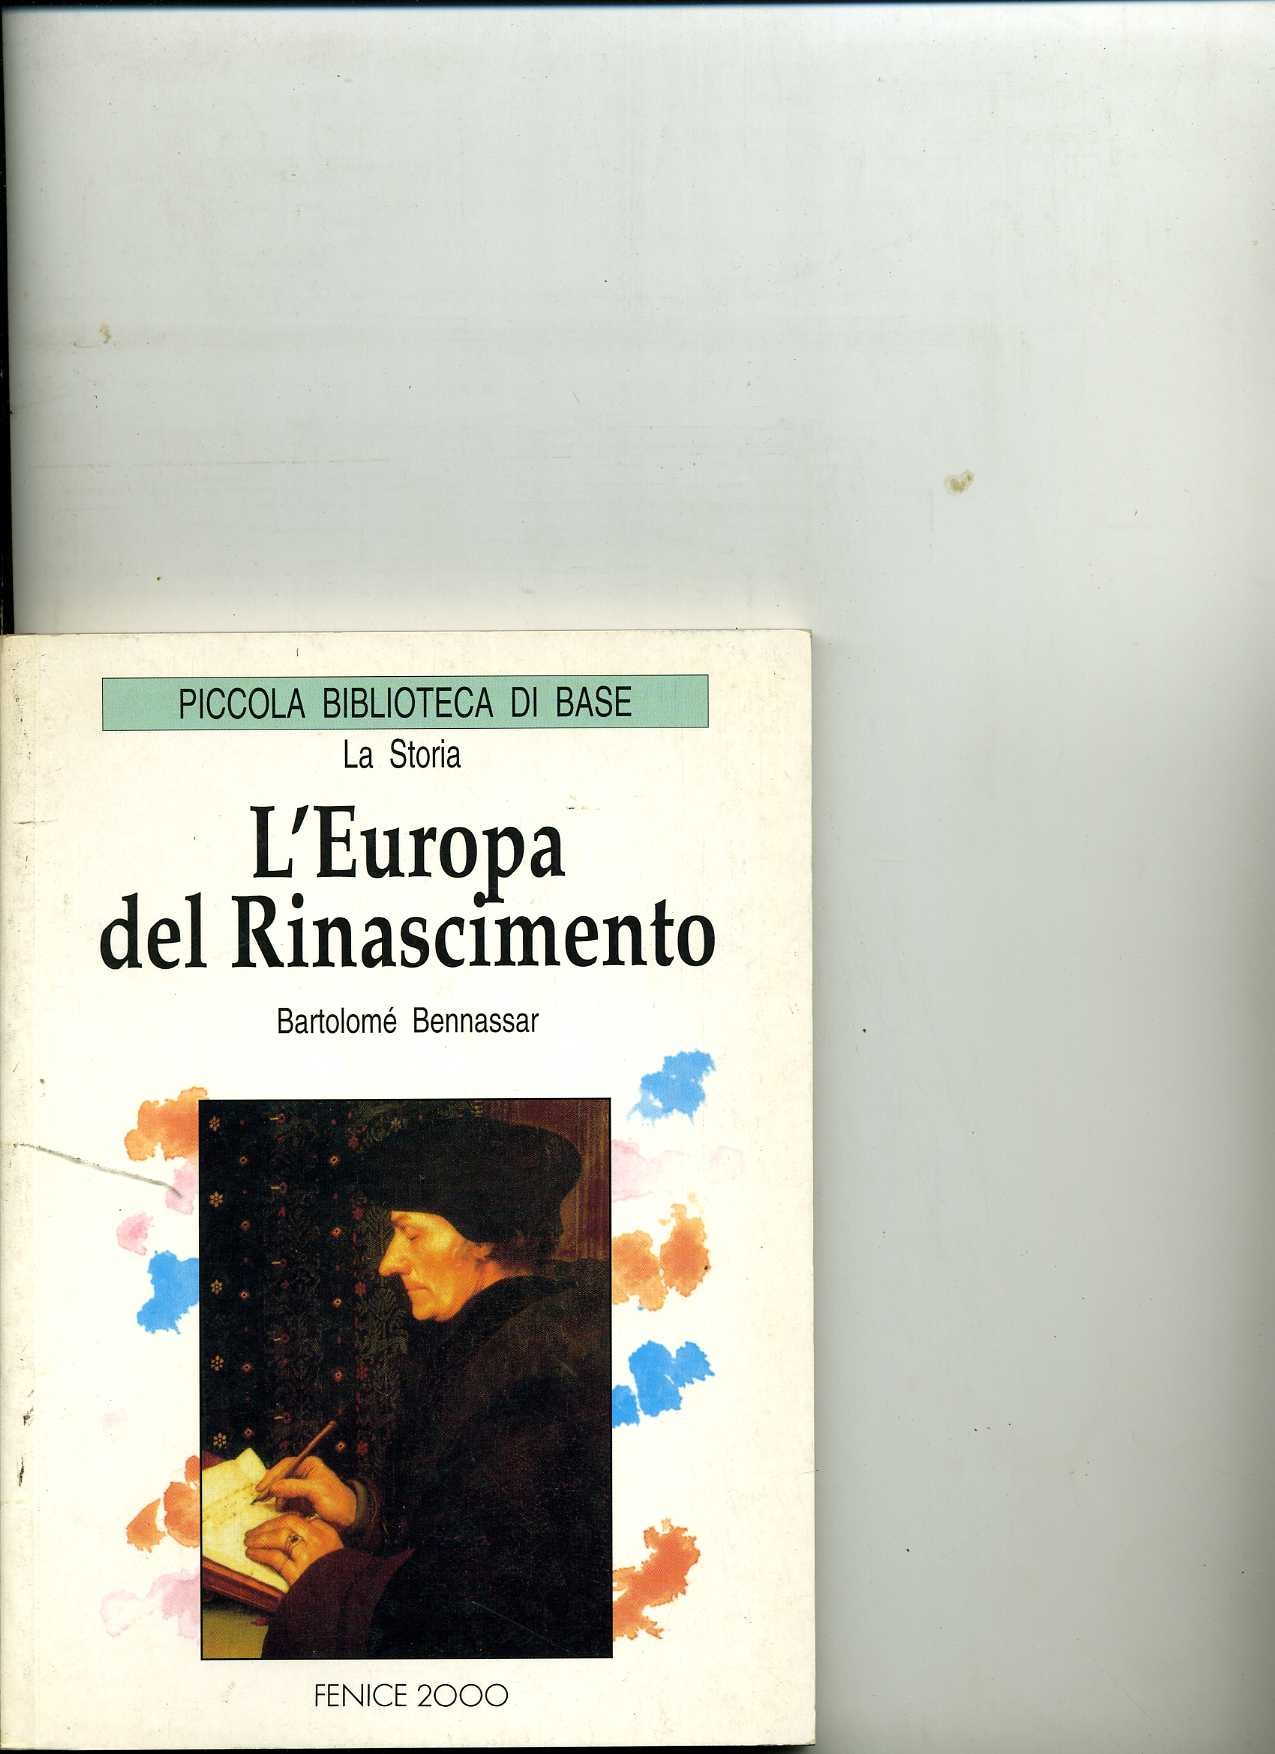 PICCOLA BIBLIOTECA DI BASE
La Storia
L'Europa
del Rinascimento
Bartolomé Bennassar
FENICE 2000